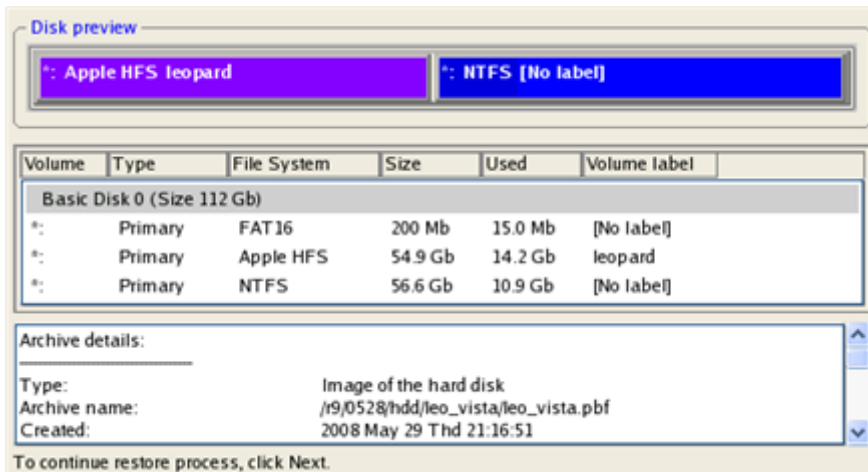 Disk preview
*: Apple HFS leopard
*: NTFS [No label]
Volume Type File System Size Used Volume label
Basic Disk 0 (Size 112 Gb)
*: Primary FAT16 200 Mb 15.0 Mb [No label]
*: Primary Apple HFS 54.9 Gb 14.2 Gb leopard
*: Primary NTFS 56.6 Gb 10.9 Gb [No label]
Archive details:
--------------------------------------
Type: Image of the hard disk
Archive name: /r9/0528/hdd/leo_vista/leo_vista.pbf
Created: 2008 May 29 Thd 21:16:51
To continue restore process, click Next.